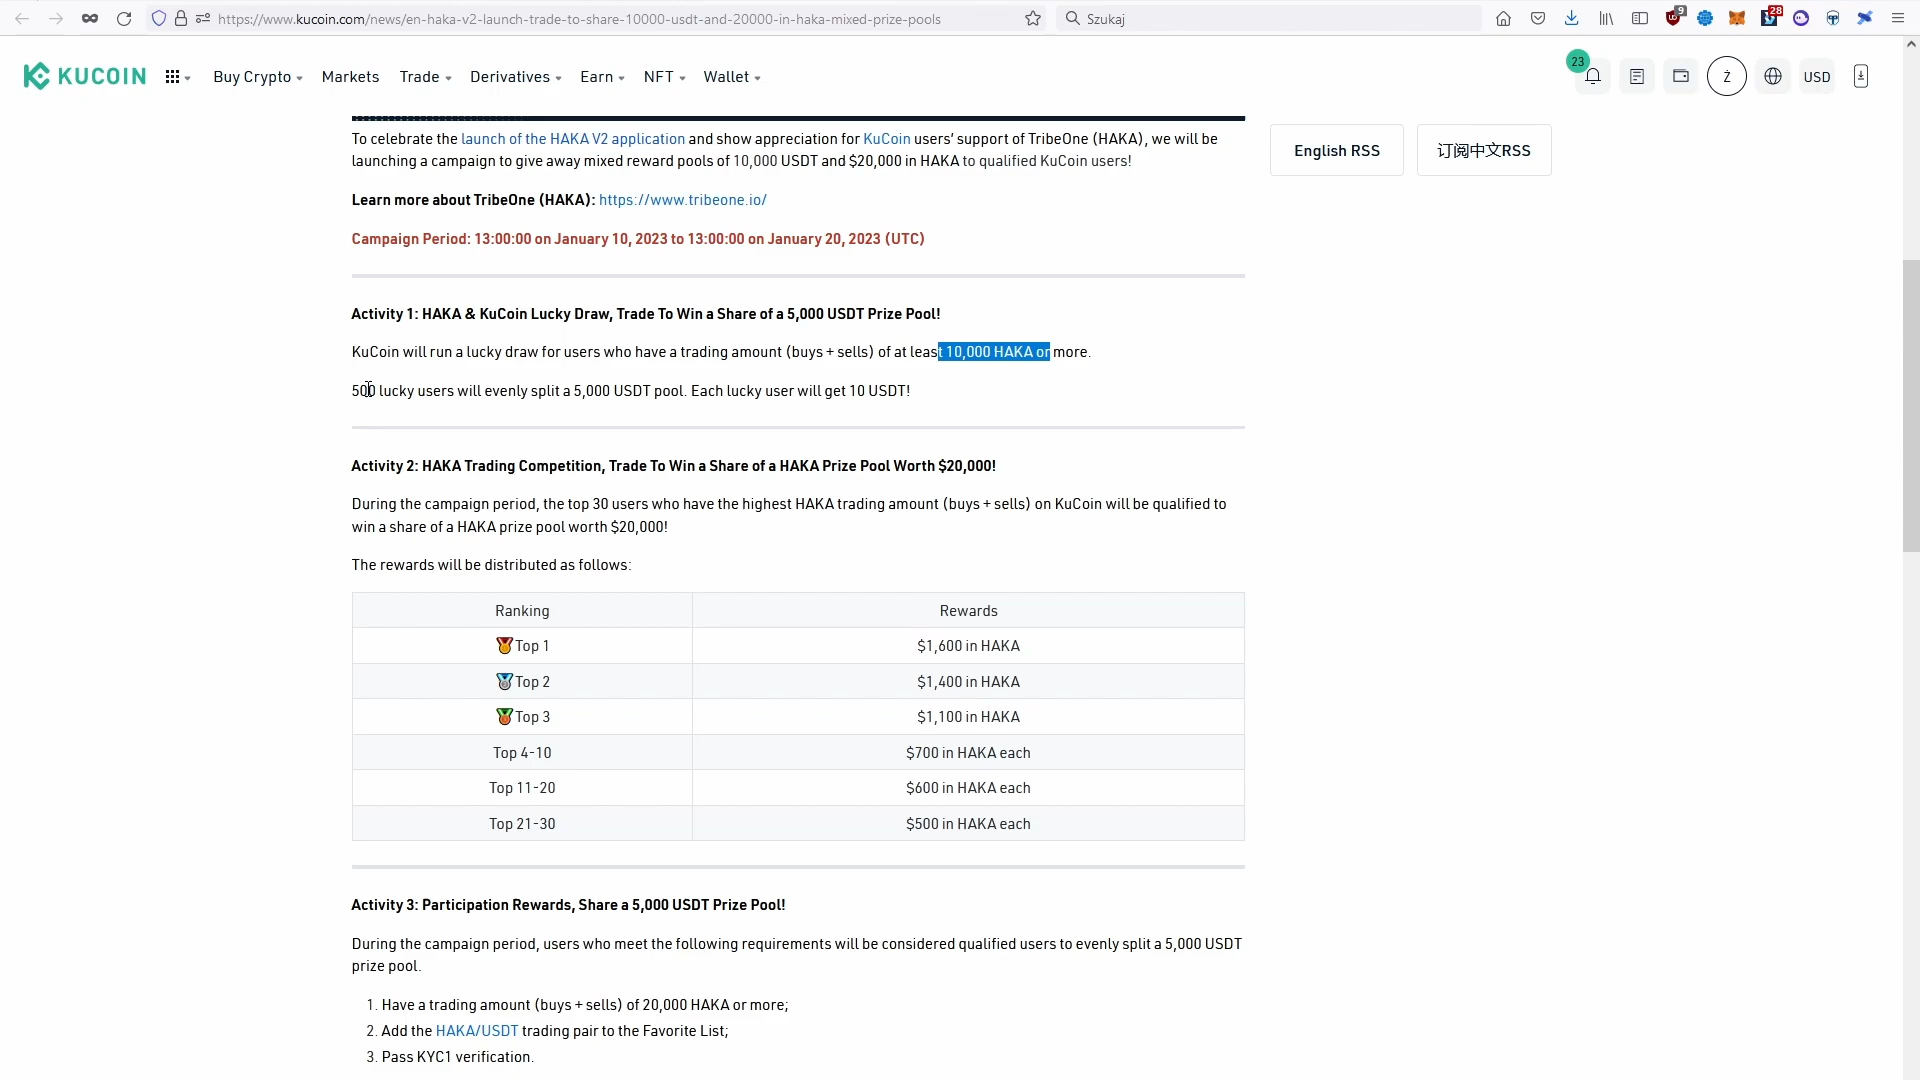 https://www.kucoin.com/news/en-haka-v2-launch-trade-to-share-10000-usdt-and-20000-in-haka-mixed-prize-pools
Szukaj
9
28
KUCOIN
Buy Crypto
Markets
Trade
Derivatives
Earn
NFT
Wallet
23
Ż
USD
To celebrate the launch of the HAKA V2 application and show appreciation for KuCoin users' support of TribeOne (HAKA), we will be
launching a campaign to give away mixed reward pools of 10,000 USDT and $20,000 in HAKA to qualified KuCoin users!
English RSS
订阅中文RSS
Learn more about TribeOne (HAKA): https://www.tribeone.io/
Campaign Period: 13:00:00 on January 10, 2023 to 13:00:00 on January 20, 2023 (UTC)
Activity 1: HAKA & KuCoin Lucky Draw, Trade To Win a Share of a 5,000 USDT Prize Pool!
KuCoin will run a lucky draw for users who have a trading amount (buys + sells) of at least 10,000 HAKA or more.
500 lucky users will evenly split a 5,000 USDT pool. Each lucky user will get 10 USDT!
Activity 2: HAKA Trading Competition, Trade To Win a Share of a HAKA Prize Pool Worth $20,000!
During the campaign period, the top 30 users who have the highest HAKA trading amount (buys + sells) on KuCoin will be qualified to
win a share of a HAKA prize pool worth $20,000!
The rewards will be distributed as follows:
Ranking Rewards
Top 1 $1,600 in HAKA
Top 2 $1,400 in HAKA
Top 3 $1,100 in HAKA
Top 4-10 $700 in HAKA each
Top 11-20 $600 in HAKA each
Top 21-30 $500 in HAKA each
Activity 3: Participation Rewards, Share a 5,000 USDT Prize Pool!
During the campaign period, users who meet the following requirements will be considered qualified users to evenly split a 5,000 USDT
prize pool.
1. Have a trading amount (buys + sells) of 20,000 HAKA or more;
2. Add the HAKA/USDT trading pair to the Favorite List;
3. Pass KYC1 verification.